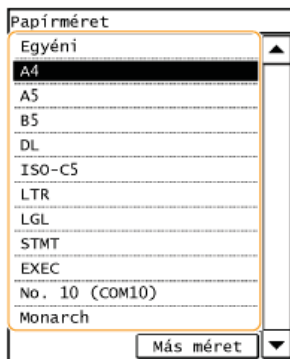 Papírméret
Egyéni
A4
A5
B5
DL
ISO-C5
LTR
LGL
STMT
EXEC
No. 10 (COM10)
Monarch
Más méret